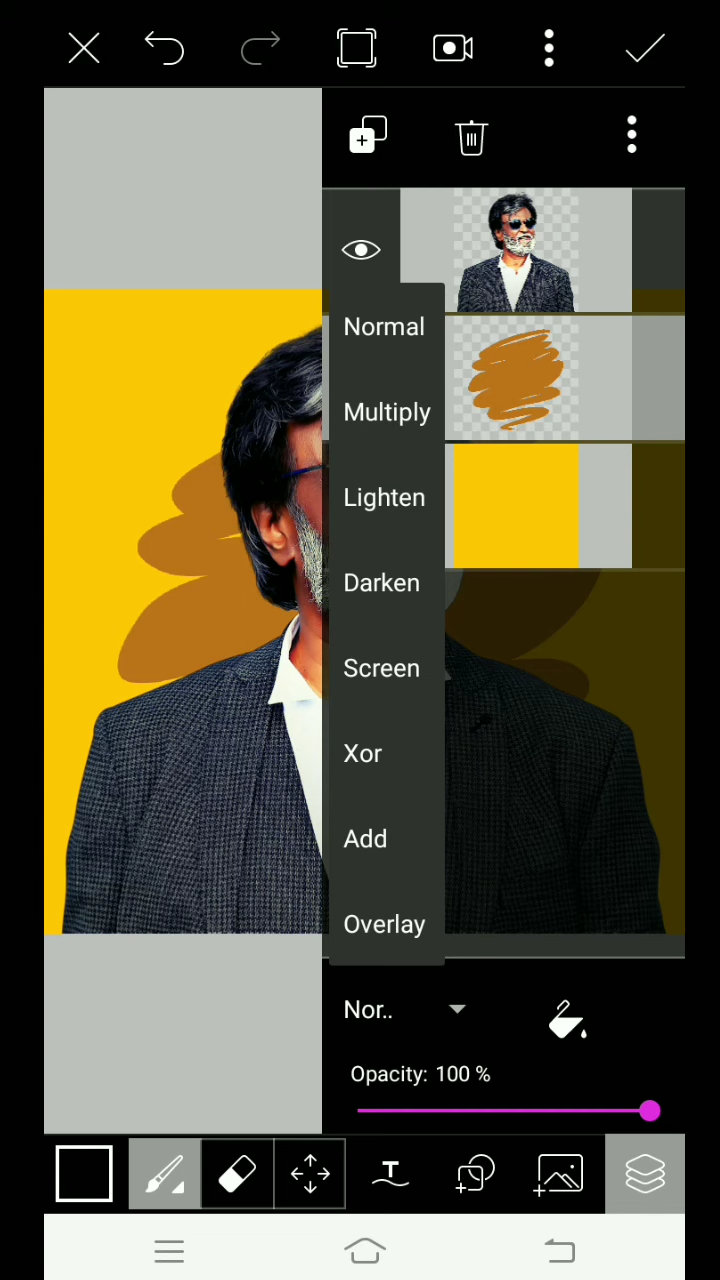 Normal
Multiply
Lighten
Darken
Screen
Xor
Add
Overlay
Nor..
Opacity: 100 %
T